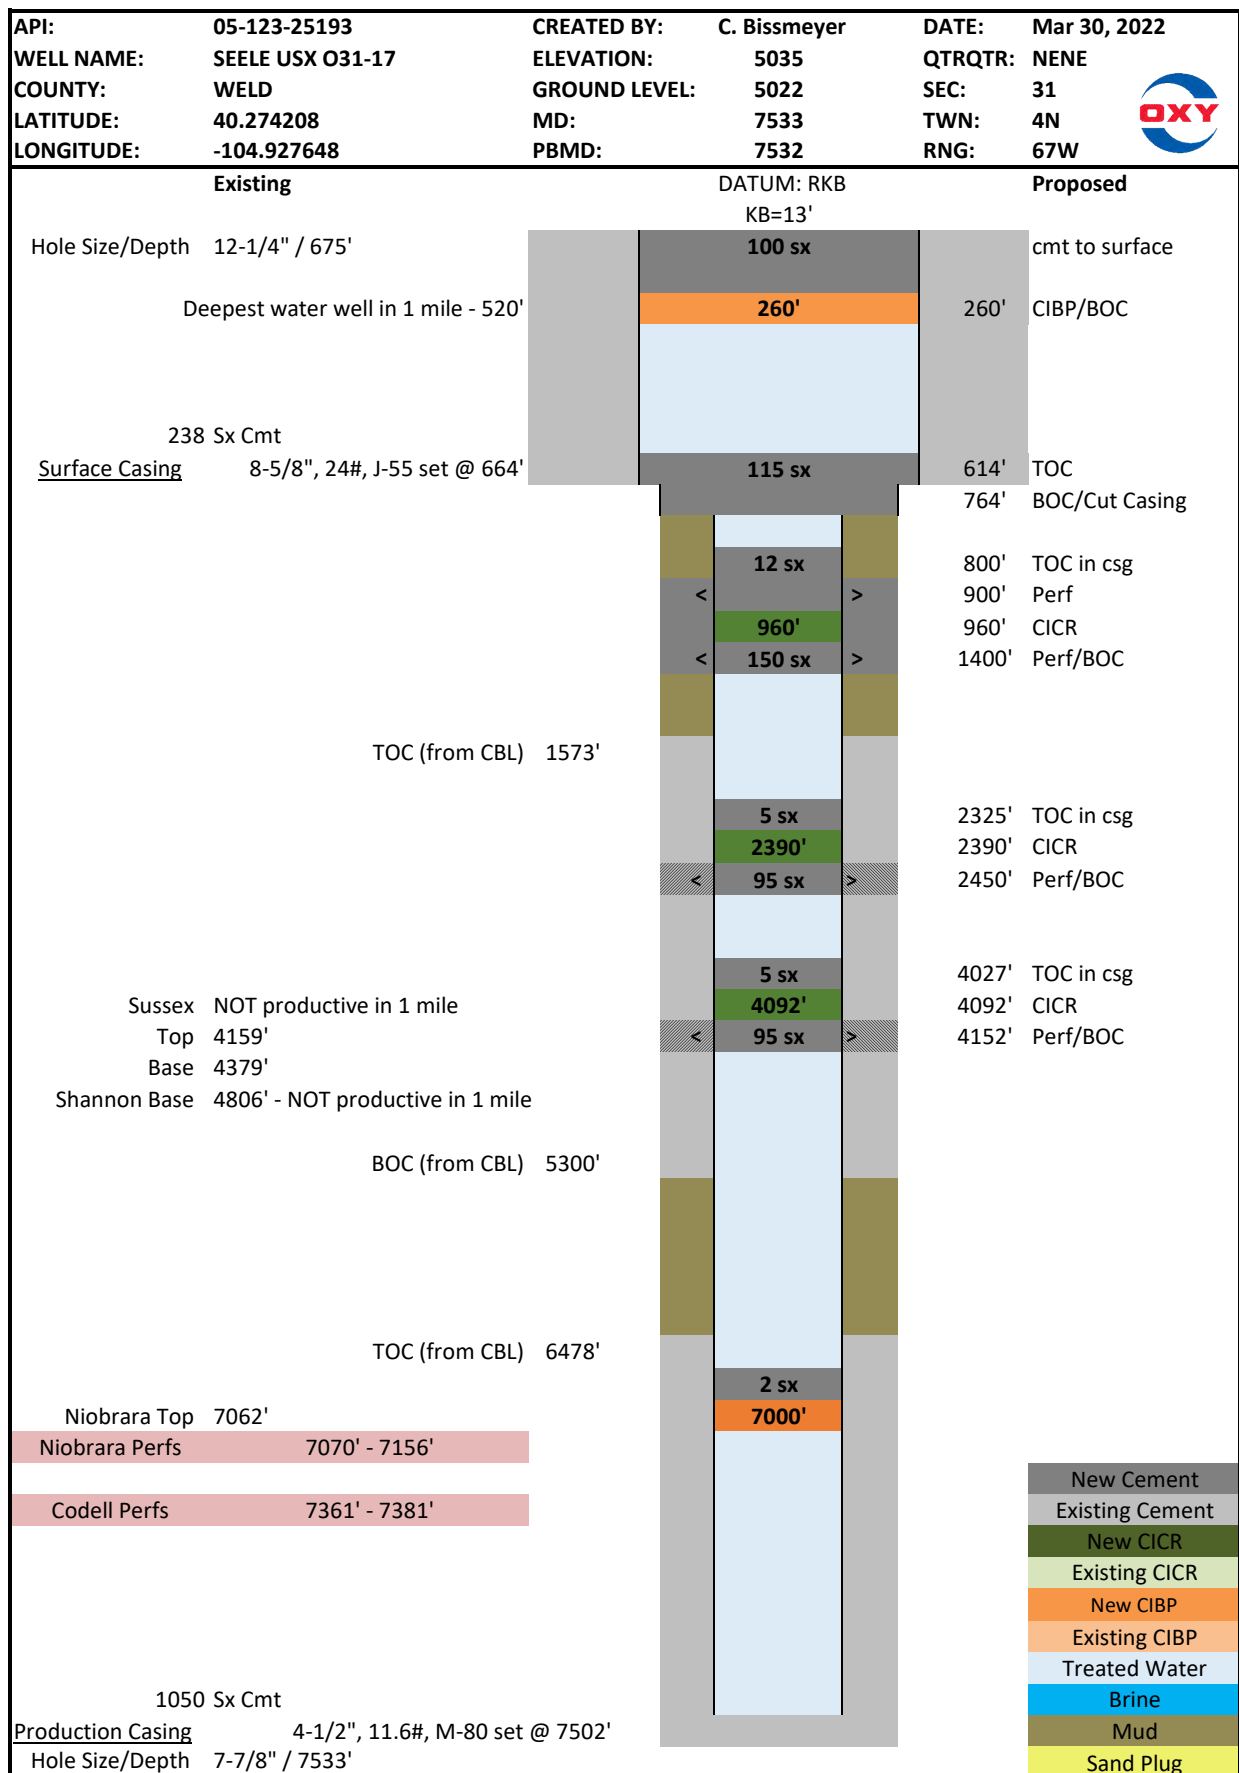 API: 05-123-25193 CREATED BY: C. Bissmeyer DATE: Mar 30, 2022
WELL NAME: SEELE USX O31-17 ELEVATION: 5035 QTRQTR: NENE
COUNTY: WELD GROUND LEVEL: 5022 SEC: 31
LATITUDE: 40.274208 MD: 7533 TWN: 4N
LONGITUDE: -104.927648 PBMD: 7532 RNG: 67W
OXY
Existing DATUM: RKB Proposed
KB=13'
Hole Size/Depth 12-1/4" / 675' 100 sx cmt to surface
Deepest water well in 1 mile - 520' 260' 260' CIBP/BOC
238 Sx Cmt
Surface Casing 8-5/8", 24#, J-55 set @ 664' 115 sx 614' TOC
764' BOC/Cut Casing
12 sx 800' TOC in csg
< > 900' Perf
960' 960' CICR
< 150 sx > 1400' Perf/BOC
TOC (from CBL) 1573'
5 sx 2325' TOC in csg
2390' 2390' CICR
< 95 sx > 2450' Perf/BOC
5 sx 4027' TOC in csg
Sussex NOT productive in 1 mile 4092' 4092' CICR
Top 4159' < 95 sx > 4152' Perf/BOC
Base 4379'
Shannon Base 4806' - NOT productive in 1 mile
BOC (from CBL) 5300'
TOC (from CBL) 6478'
2 sx
Niobrara Top 7062' 7000'
Niobrara Perfs 7070' - 7156'
New Cement
Codell Perfs 7361' - 7381' Existing Cement
New CICR
Existing CICR
New CIBP
Existing CIBP
Treated Water
1050 Sx Cmt Brine
Production Casing 4-1/2", 11.6#, M-80 set @ 7502' Mud
Hole Size/Depth 7-7/8" / 7533' Sand Plug